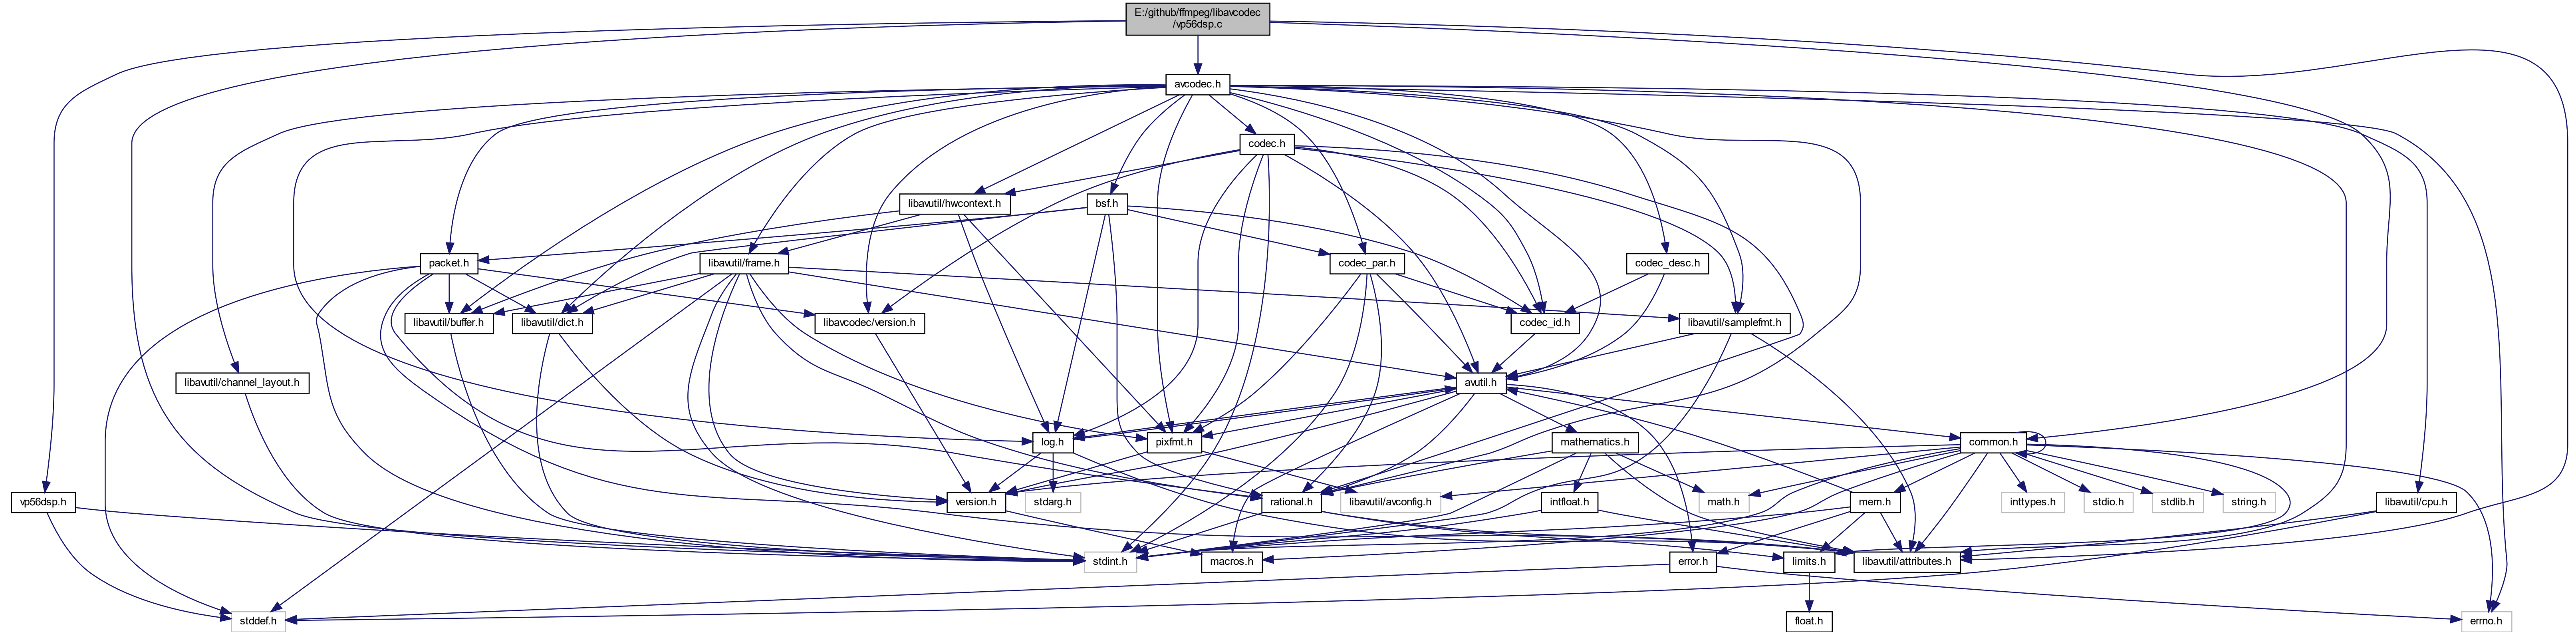 E:/github/ffmpeg/libavcodec
/vp56dsp.c
avcodec.h
codec.h
libavutil/hwcontext.h
bsf.h
packet.h
libavutil/frame.h
codec_par.h
codec_desc.h
libavutil/buffer.h
libavutil/dict.h
libavcodec/version.h
codec_id.h
libavutil/samplefmt.h
libavutil/channel_layout.h
avutil.h
log.h
pixfmt.h
mathematics.h
common.h
vp56dsp.h
version.h
stdarg.h
rational.h
libavutil/avconfig.h
intfloat.h
math.h
mem.h
inttypes.h
stdio.h
stdlib.h
string.h
libavutil/cpu.h
stdint.h
macros.h
error.h
limits.h
libavutil/attributes.h
stddef.h
float.h
errno.h